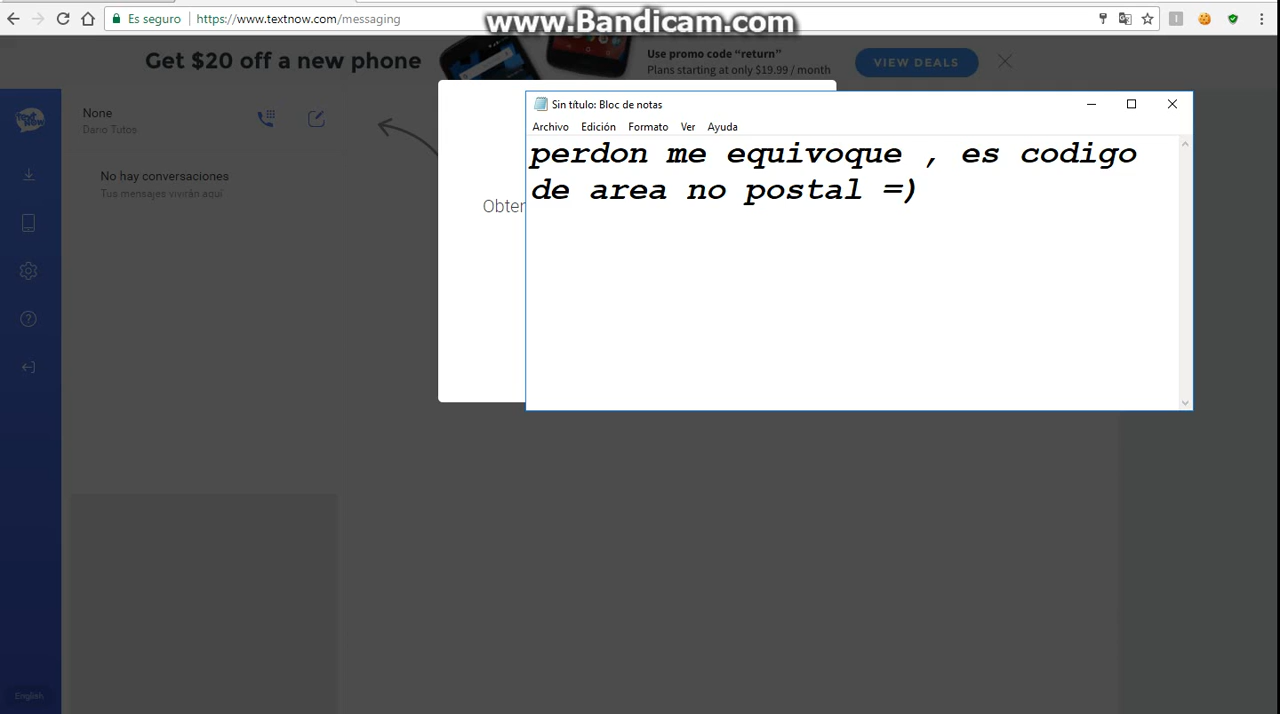 Es seguro
https://www.textnow.com/messaging
www.Bandicam.com
Get $20 off a new phone
Use promo code “return”
Plans starting at only $19.99 / month
VIEW DEALS
text now
None
Dario Tutos
No hay conversaciones
Tus mensajes vivirán aquí
Obten
Sin título: Bloc de notas
Archivo Edición Formato Ver Ayuda
perdon me equivoque , es codigo
de area no postal =)
English